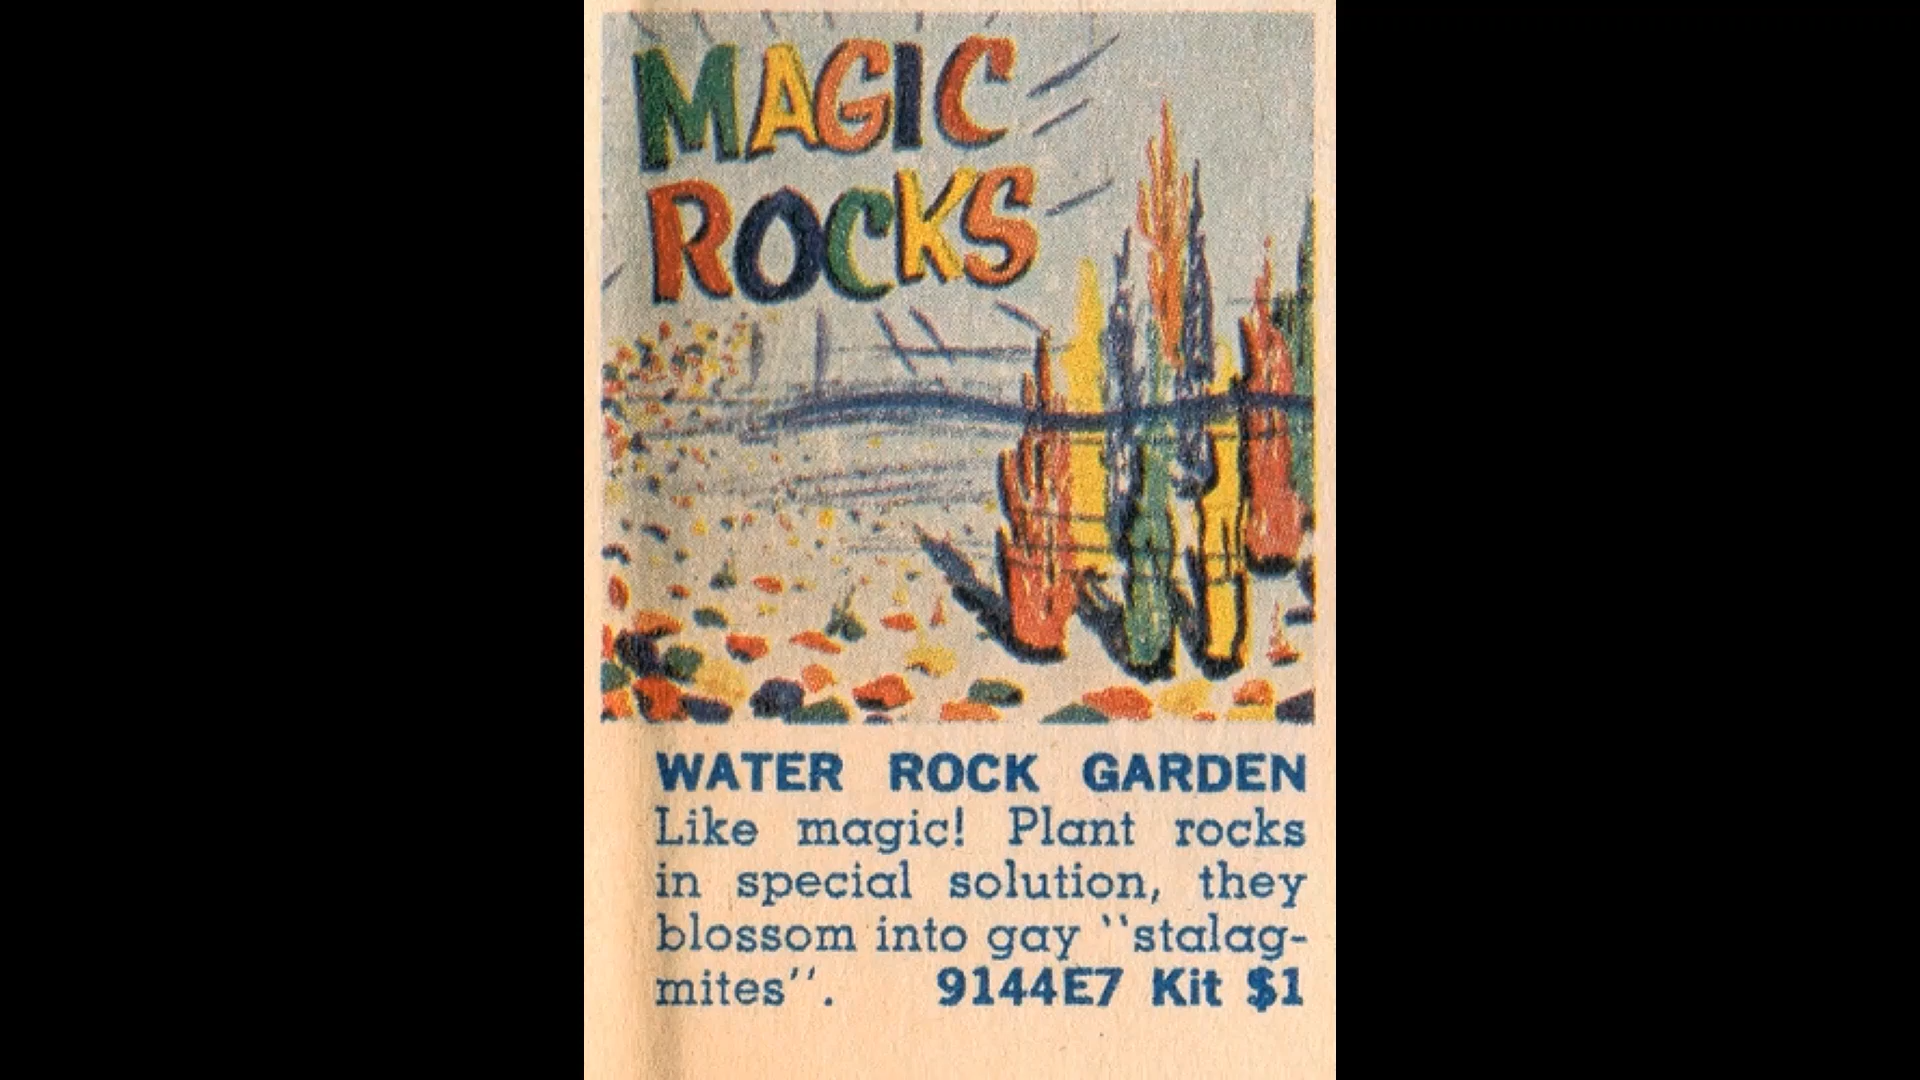 MAGIC
ROCKS
WATER ROCK GARDEN
Like magic! Plant rocks
in special solution, they
blossom into gay "stalag-
mites". 9144E7 Kit $1